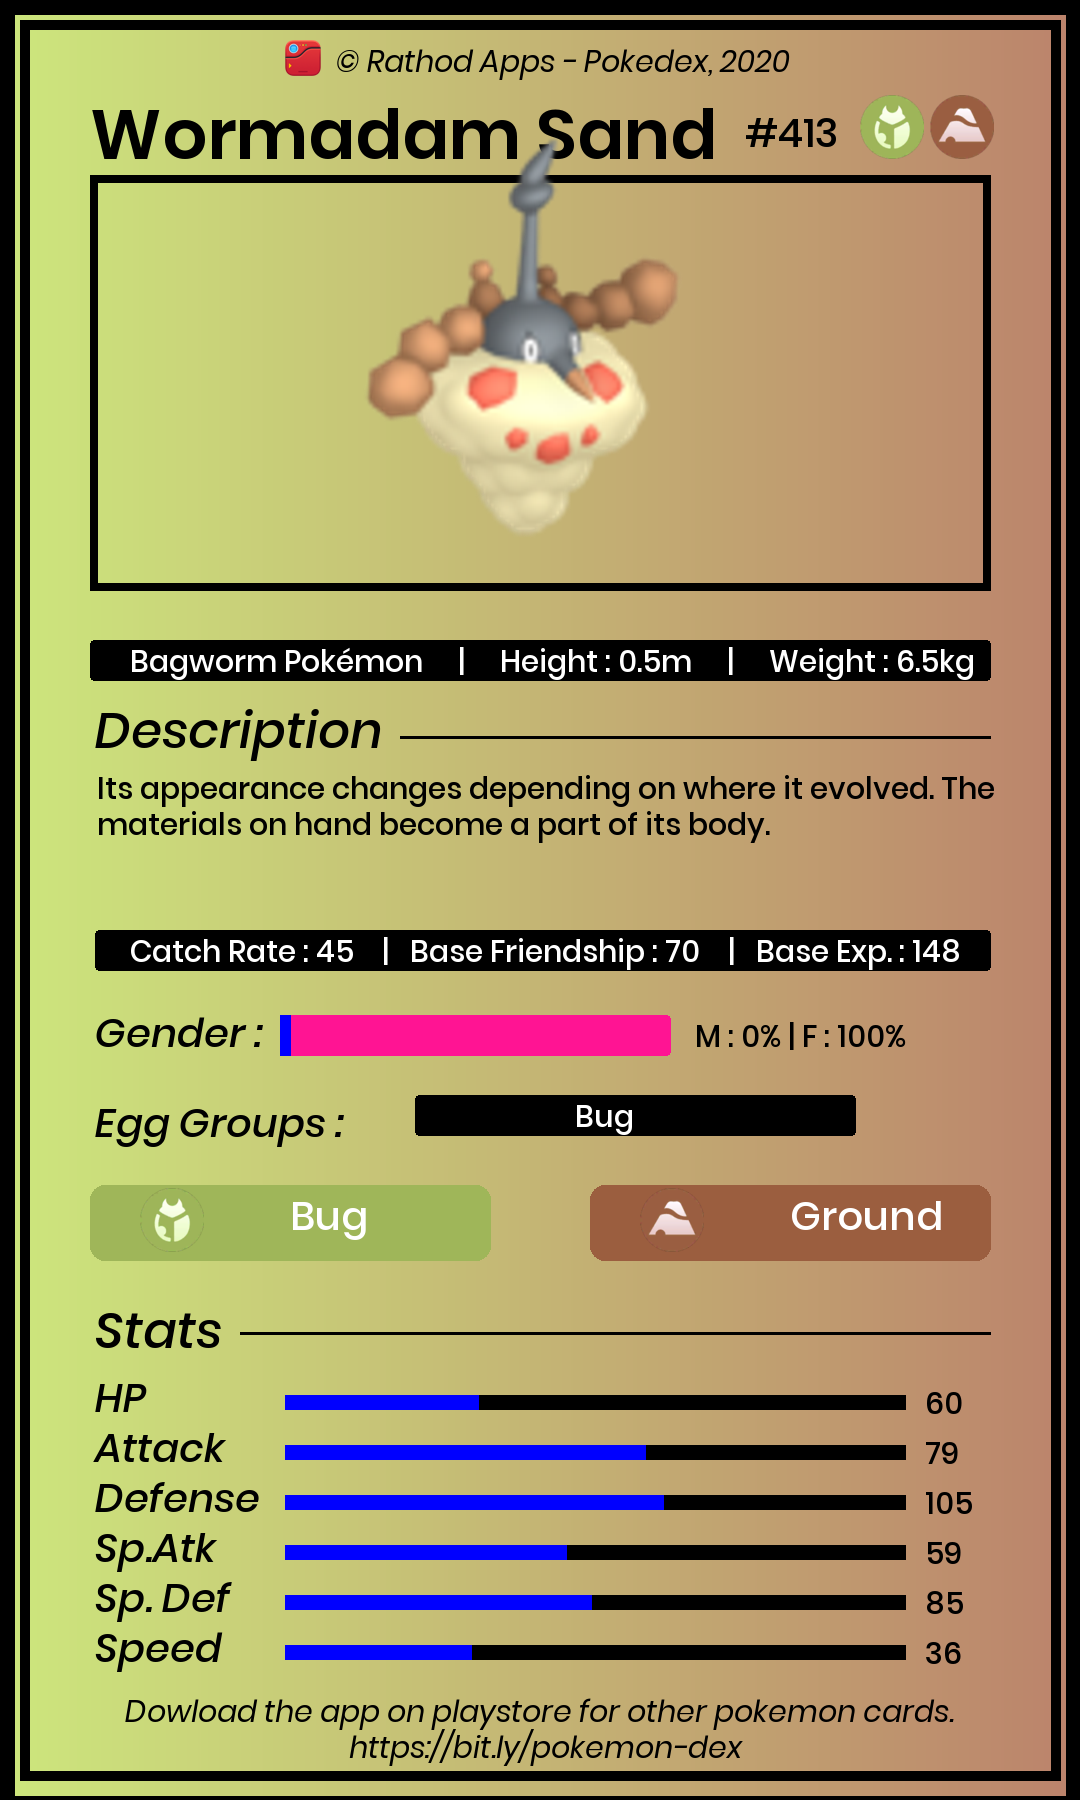 © Rathod Apps - Pokedex, 2020
Wormadam Sand #413
Bagworm Pokémon | Height : 0.5m | Weight : 6.5kg
Description
Its appearance changes depending on where it evolved. The
materials on hand become a part of its body.
Catch Rate : 45 | Base Friendship : 70 | Base Exp. : 148
Gender : M : 0% | F : 100%
Egg Groups : Bug
Bug Ground
Stats
HP 60
Attack 79
Defense 105
Sp.Atk 59
Sp. Def 85
Speed 36
Dowload the app on playstore for other pokemon cards.
https://bit.ly/pokemon-dex